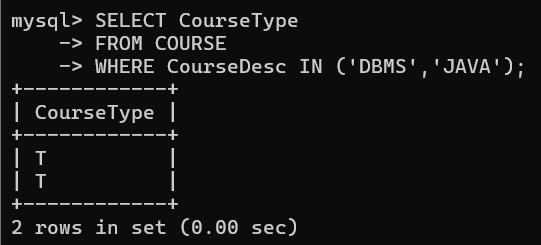 mysql> SELECT CourseType
    -> FROM COURSE
    -> WHERE CourseDesc IN ('DBMS','JAVA');
+------------+
| CourseType |
+------------+
| T          |
| T          |
+------------+
2 rows in set (0.00 sec)